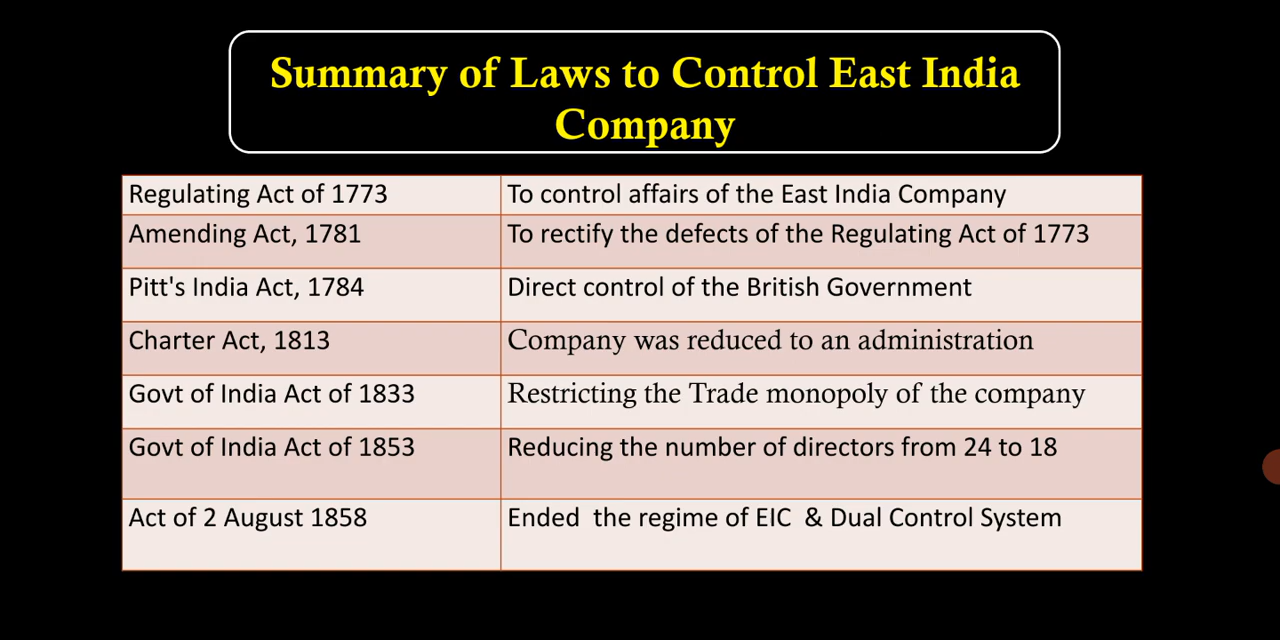 Summary of Laws to Control East India
Company
Regulating Act of 1773
To control affairs of the East India Company
Amending Act, 1781
To rectify the defects of the Regulating Act of 1773
Pitt's India Act, 1784
Direct control of the British Government
Charter Act, 1813
Company was reduced to an administration
Govt of India Act of 1833
Restricting the Trade monopoly of the company
Govt of India Act of 1853
Reducing the number of directors from 24 to 18
Act of 2 August 1858
Ended  the regime of EIC  & Dual Control System